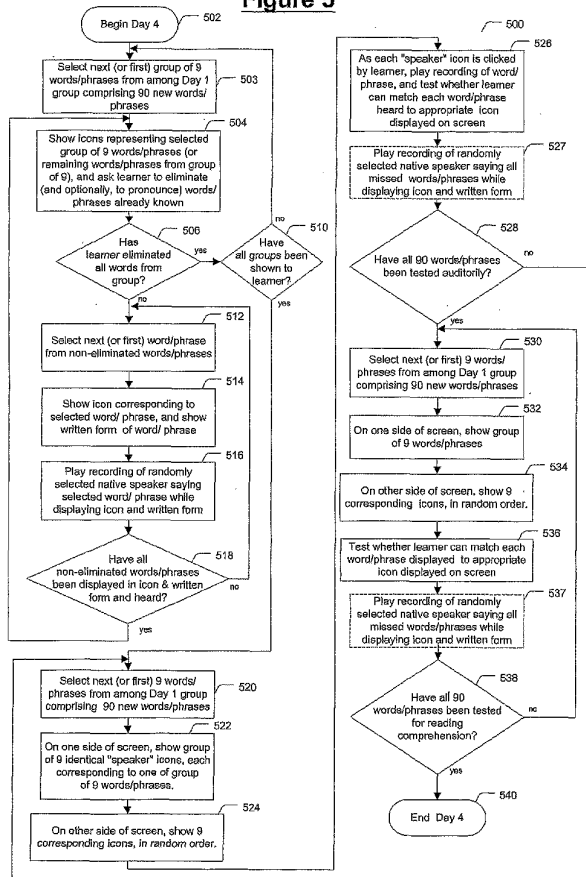 Figure 5
500
Begin Day 4
502
Select next (or first) group of 9
words/phrases from among Day 1
group comprising 90 new words/
phrases
503
504
Show icons representing selected
group of 9 words/phrases (or
remaining words/phrases from group
of 9), and ask learner to eliminate
(and optionally, to pronounce) words/
phrases already known
506
Has
learner eliminated
all words from
group?
yes
no
510
Have
all groups been
shown to
learner?
no
yes
512
Select next (or first) word/phrase
from non-eliminated words/phrases
514
Show icon corresponding to
selected word/ phrase, and show
written form of word/ phrase
516
Play recording of randomly
selected native speaker saying
selected word/ phrase while
displaying icon and written form
518
Have all
non-eliminated words/phrases
been displayed in icon & written
form and heard?
no
yes
Select next (or first) 9 words/
phrases from among Day 1 group
comprising 90 new words/phrases
520
522
On one side of screen, show group
of 9 identical "speaker" icons, each
corresponding to one of group
of 9 words/phrases.
524
On other side of screen, show 9
corresponding icons, in random order.
526
As each "speaker" icon is clicked
by learner, play recording of word/
phrase, and test whether learner
can match each word/phrase
heard to appropriate icon
displayed on screen
527
Play recording of randomly
selected native speaker saying all
missed words/phrases while
displaying icon and written form
528
Have all 90 words/phrases
been tested auditorily?
no
yes
530
Select next (or first) 9 words/
phrases from among Day 1 group
comprising 90 new words/phrases
532
On one side of screen, show group
of 9 words/phrases
534
On other side of screen, show 9
corresponding icons, in random order.
536
Test whether learner can match each
word/phrase displayed to appropriate
icon displayed on screen
537
Play recording of randomly
selected native speaker saying all
missed words/phrases while
displaying icon and written form
538
Have all 90
words/phrases been tested
for reading
comprehension?
no
yes
540
End Day 4